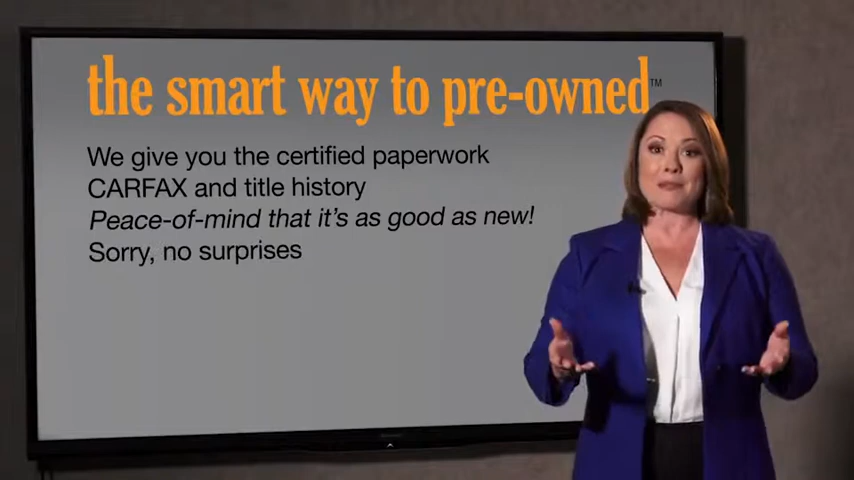 the smart way to pre-owned™
We give you the certified paperwork
CARFAX and title history
Peace-of-mind that it's as good as new!
Sorry, no surprises